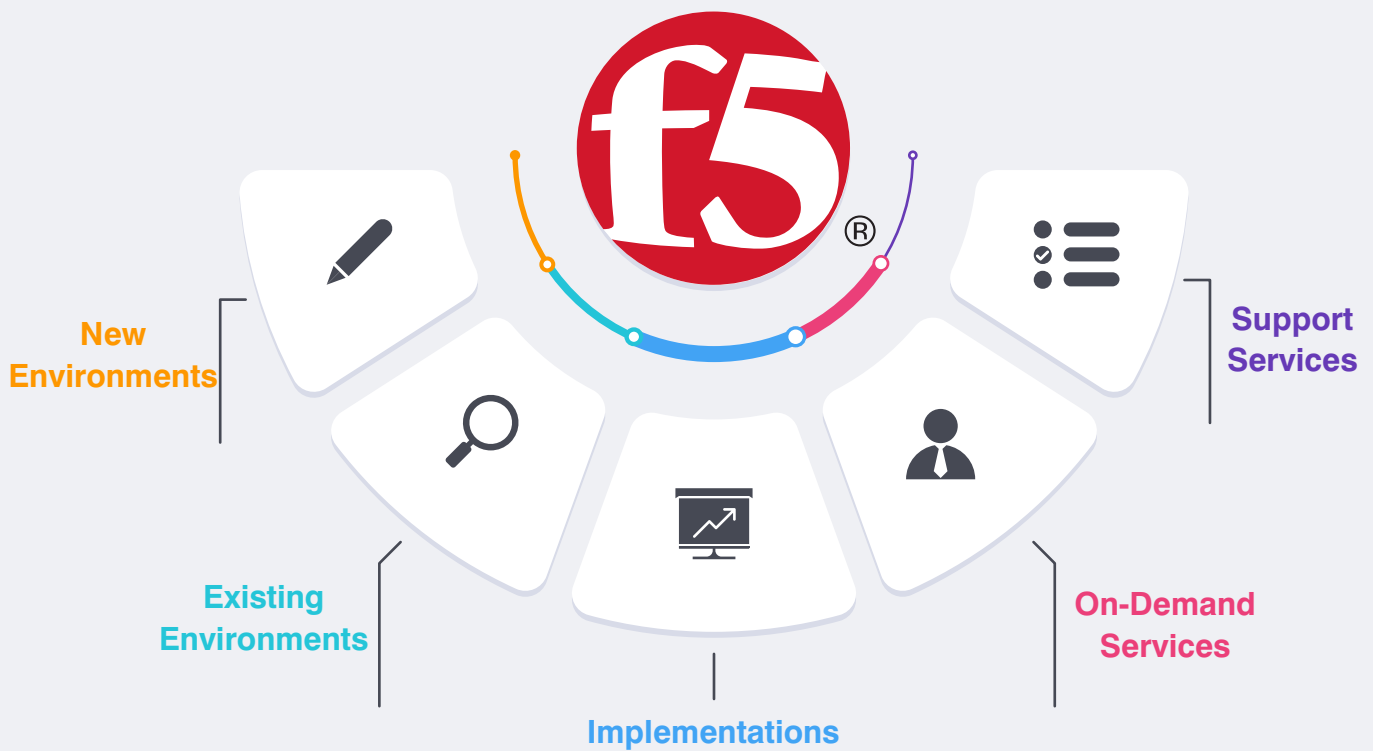 f5
®
New
Environments
Existing
Environments
Implementations
On-Demand
Services
Support
Services